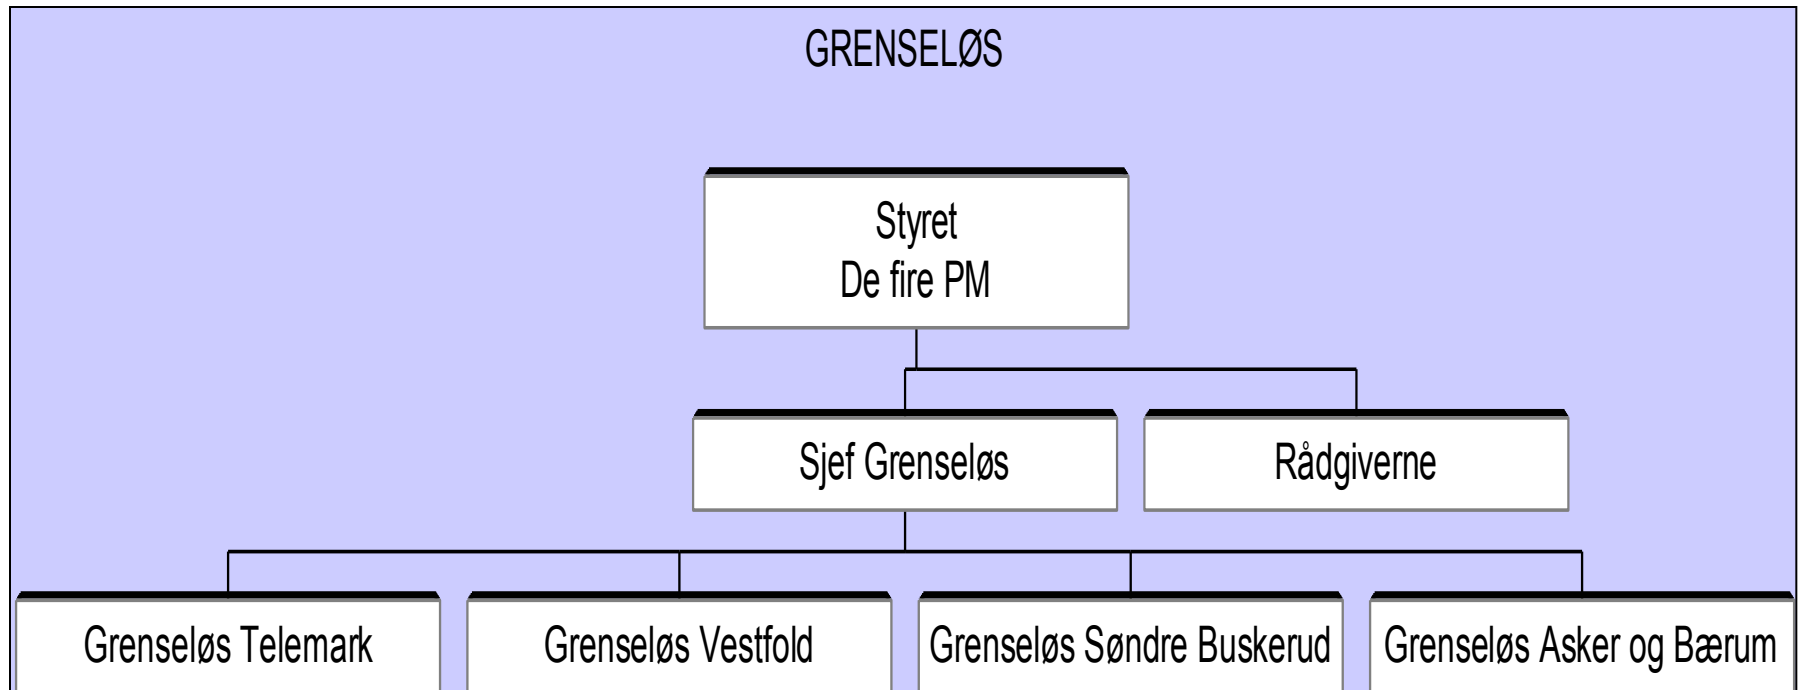 GRENSELØS
Styret
De fire PM
Sjef Grenseløs
Rådgiverne
Grenseløs Telemark
Grenseløs Vestfold
Grenseløs Søndre Buskerud
Grenseløs Asker og Bærum